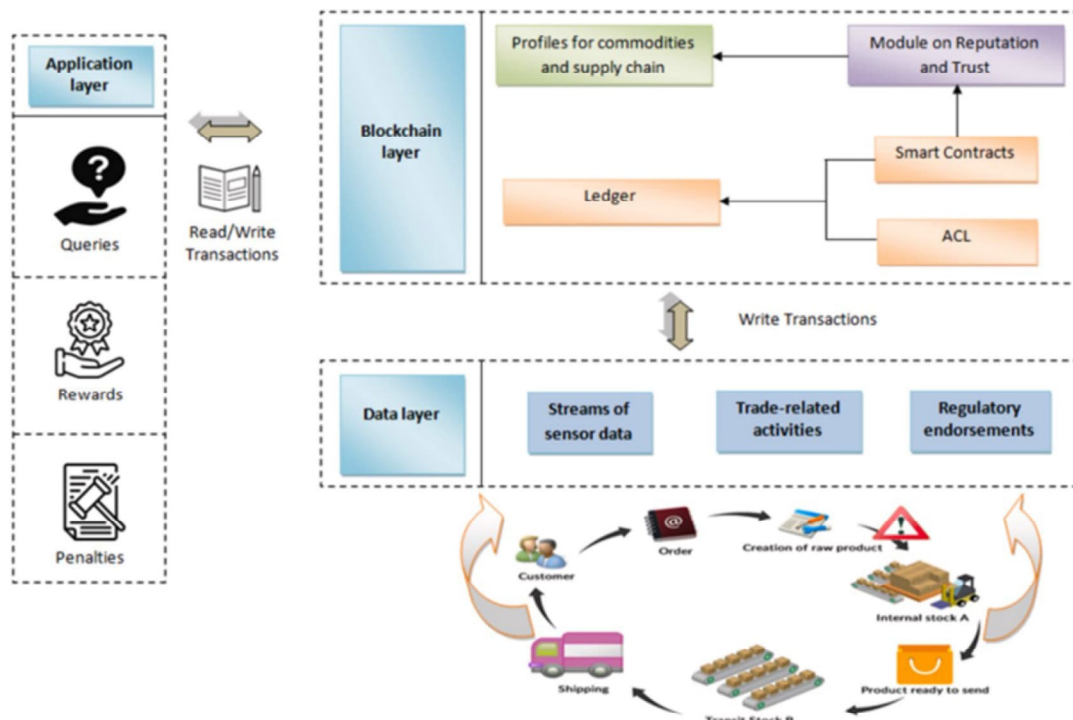 Application
layer
Queries
Rewards
Penalties
Read/Write
Transactions
Blockchain
layer
Profiles for commodities
and supply chain
Module on Reputation
and Trust
Smart Contracts
Ledger
ACL
Write Transactions
Data layer
Streams of
sensor data
Trade-related
activities
Regulatory
endorsements
Customer
@
Order
Creation of raw product
Internal stock A
Product ready to send
Transit Stock B
Shipping